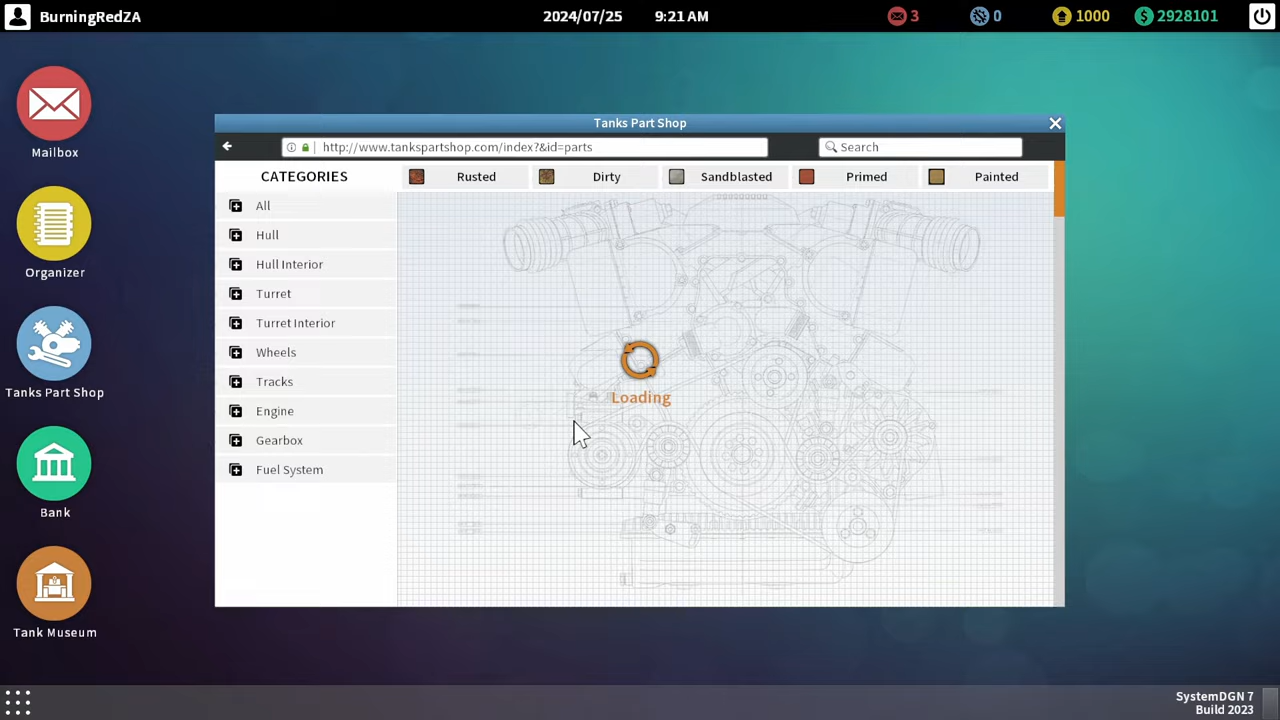 BurningRedZA
2024/07/25 9:21 AM
3
0
1000
$ 2928101
Mailbox
Organizer
Tanks Part Shop
Bank
Tank Museum
Tanks Part Shop
http://www.tankspartshop.com/index?&id=parts
Search
CATEGORIES
Rusted
Dirty
Sandblasted
Primed
Painted
All
Hull
Hull Interior
Turret
Turret Interior
Wheels
Tracks
Engine
Gearbox
Fuel System
Loading
SystemDGN 7
Build 2023